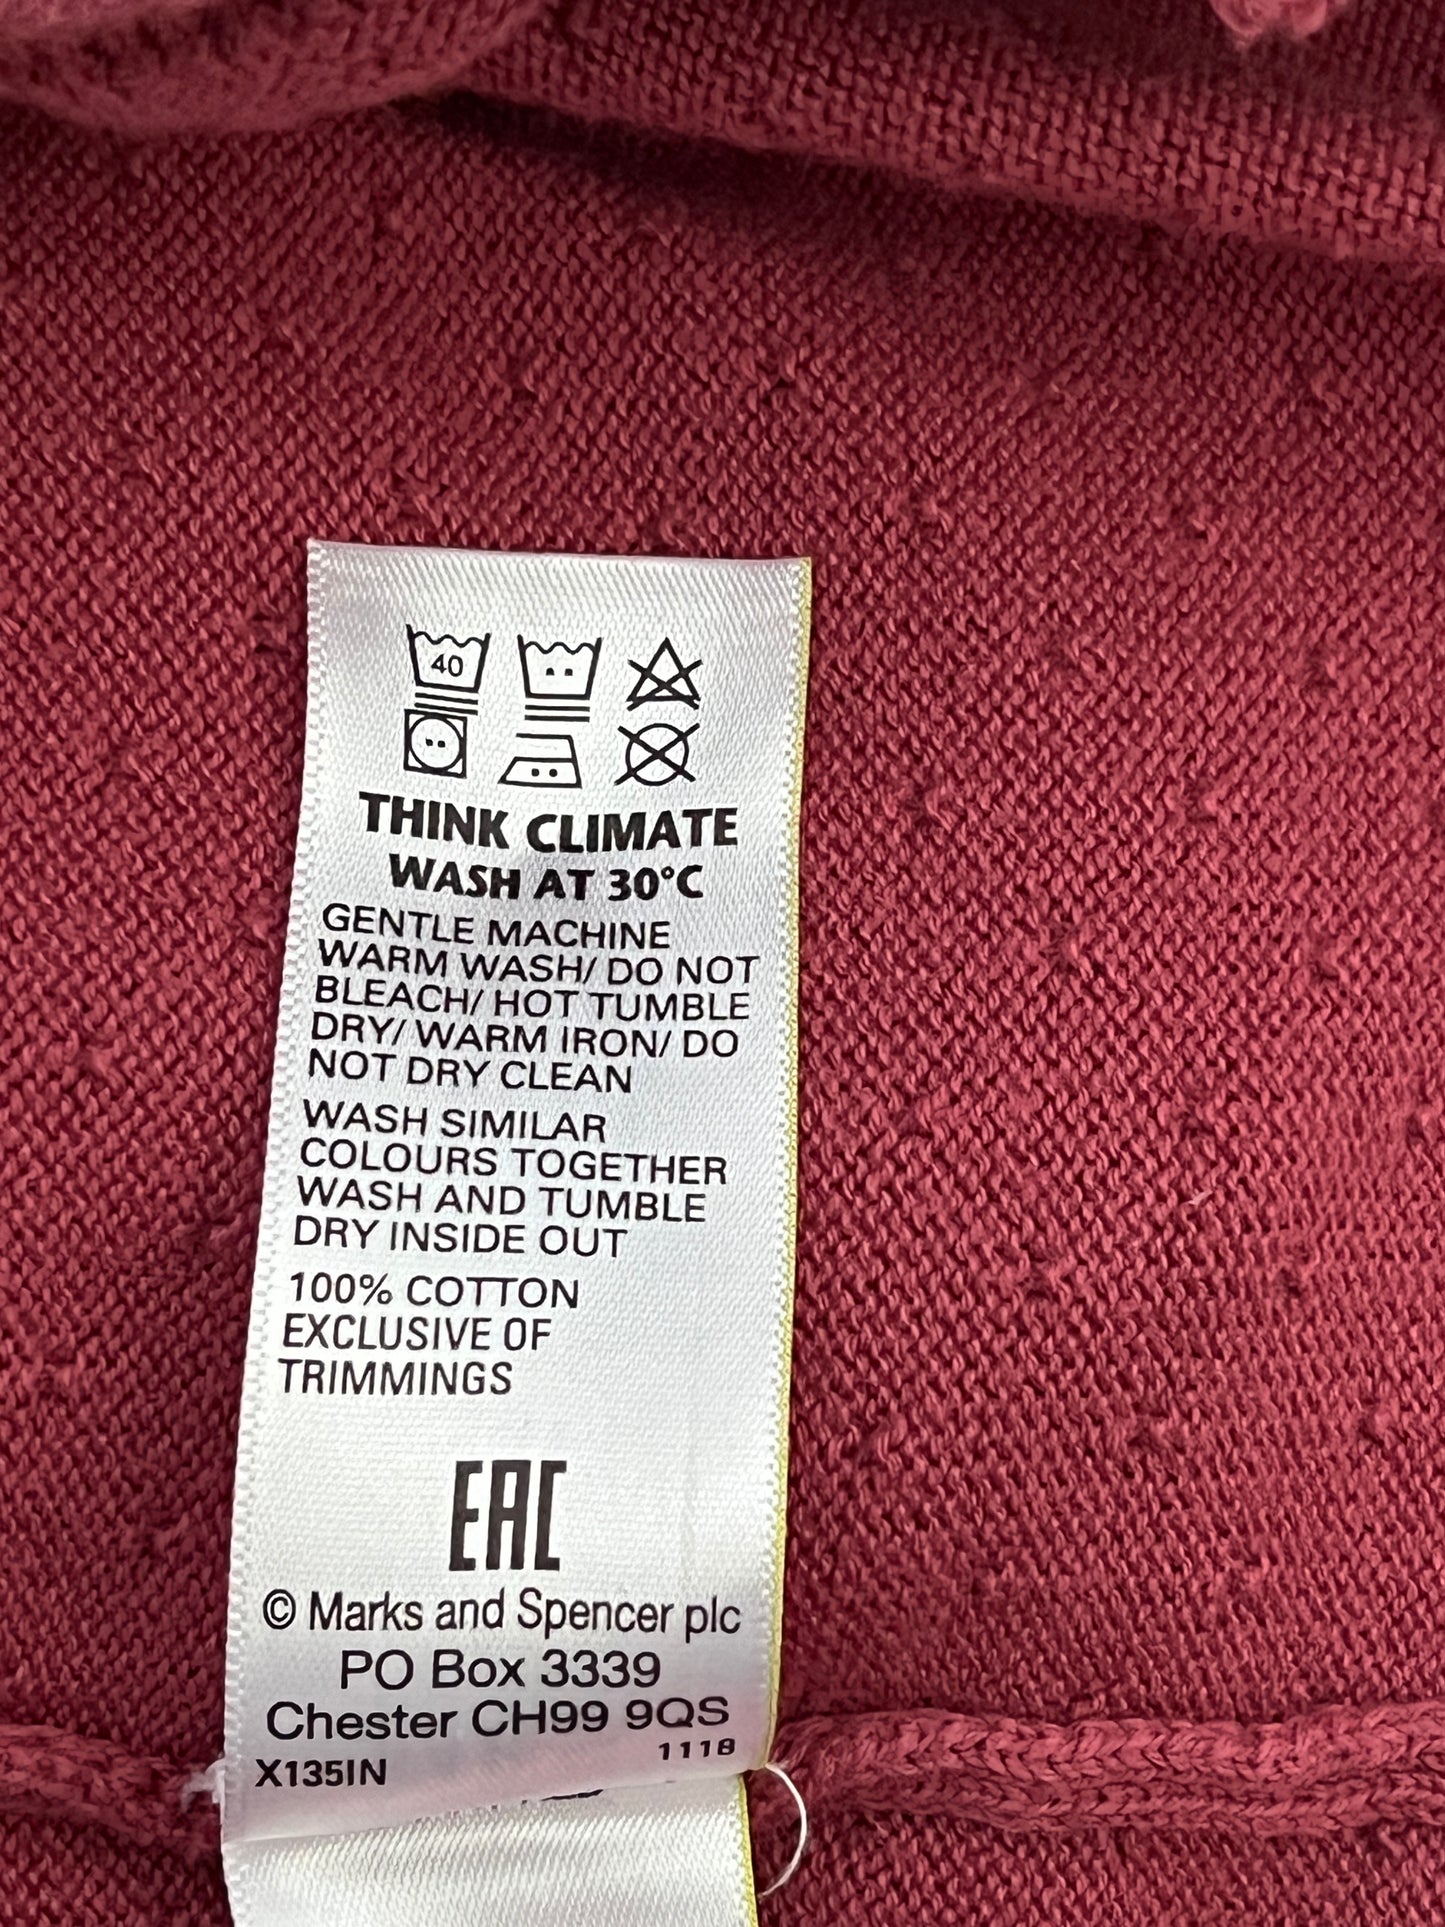 40
THINK CLIMATE
WASH AT 30°C
GENTLE MACHINE
WARM WASH/ DO NOT
BLEACH/ HOT TUMBLE
DRY/ WARM IRON/ DO
NOT DRY CLEAN
WASH SIMILAR
COLOURS TOGETHER
WASH AND TUMBLE
DRY INSIDE OUT
100% COTTON
EXCLUSIVE OF
TRIMMINGS
EAC
© Marks and Spencer plc
PO Box 3339
Chester CH99 9QS
X135IN 1118